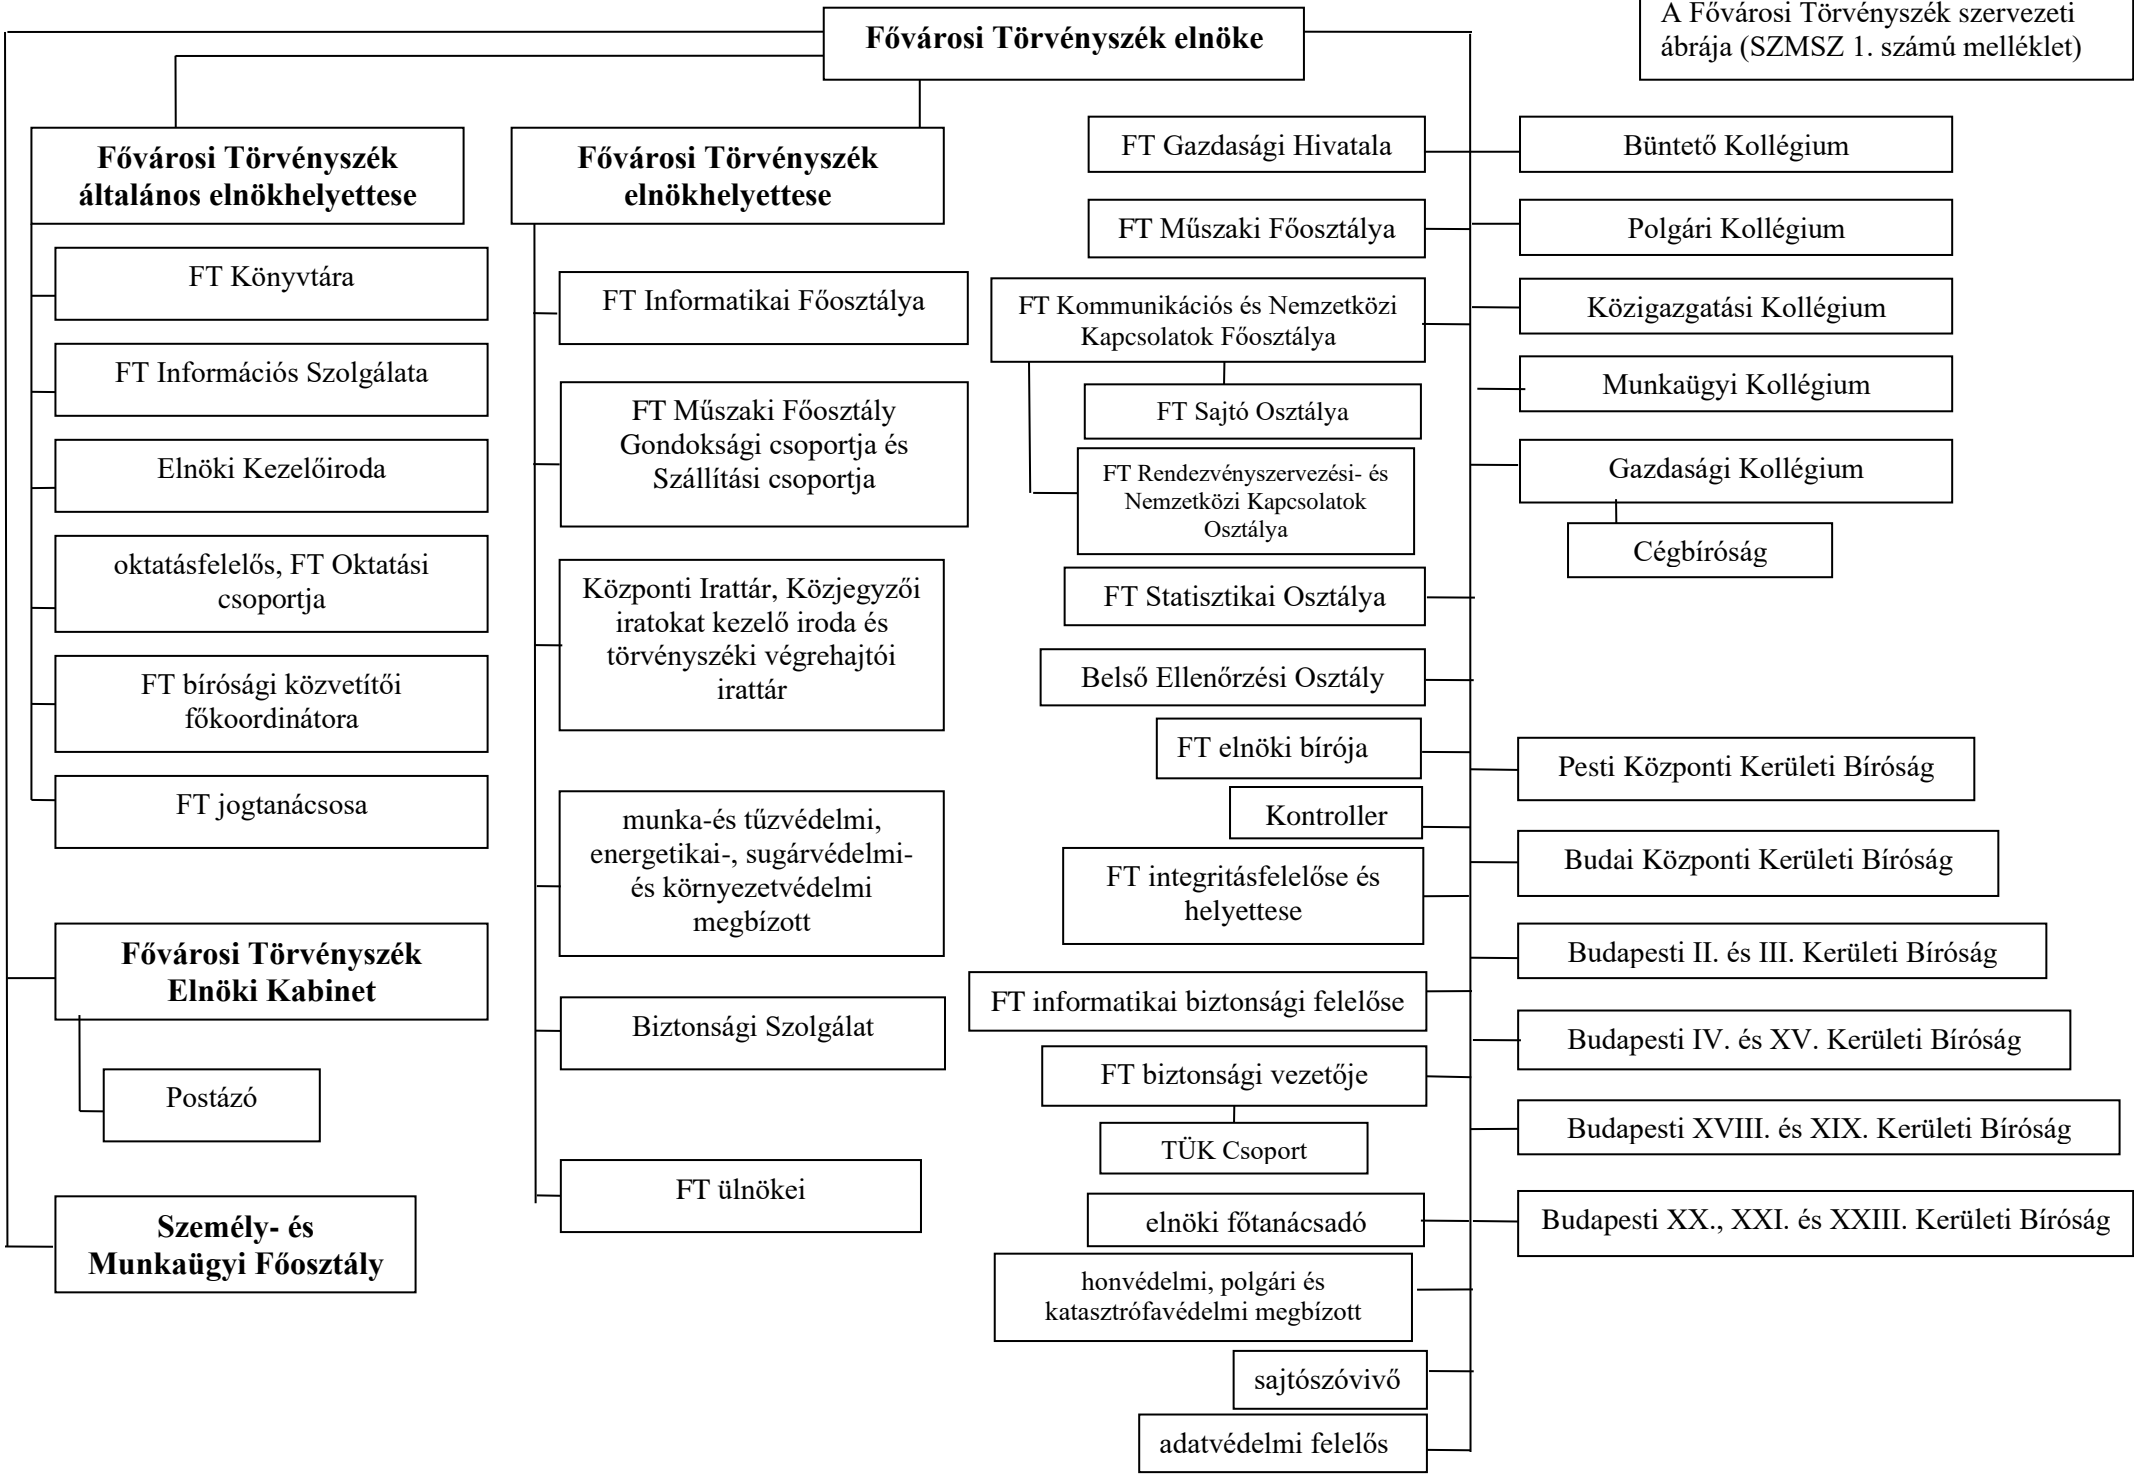 A Fővárosi Törvényszék szervezeti
ábrája (SZMSZ 1. számú melléklet)
Fővárosi Törvényszék elnöke
Fővárosi Törvényszék
általános elnökhelyettese
FT Könyvtára
FT Információs Szolgálata
Elnöki Kezelőiroda
oktatásfelelős, FT Oktatási
csoportja
FT bírósági közvetítői
főkoordinátora
FT jogtanácsosa
Fővárosi Törvényszék
Elnöki Kabinet
Postázó
Személy- és
Munkaügyi Főosztály
Fővárosi Törvényszék
elnökhelyettese
FT Informatikai Főosztálya
FT Műszaki Főosztály
Gondoksági csoportja és
Szállítási csoportja
Központi Irattár, Közjegyzői
iratokat kezelő iroda és
törvényszéki végrehajtói
irattár
munka-és tűzvédelmi,
energetikai-, sugárvédelmi-
és környezetvédelmi
megbízott
Biztonsági Szolgálat
FT ülnökei
FT Gazdasági Hivatala
FT Műszaki Főosztálya
FT Kommunikációs és Nemzetközi
Kapcsolatok Főosztálya
FT Sajtó Osztálya
FT Rendezvényszervezési- és
Nemzetközi Kapcsolatok
Osztálya
FT Statisztikai Osztálya
Belső Ellenőrzési Osztály
FT elnöki bírója
Kontroller
FT integritásfelelőse és
helyettese
FT informatikai biztonsági felelőse
FT biztonsági vezetője
TÜK Csoport
elnöki főtanácsadó
honvédelmi, polgári és
katasztrófavédelmi megbízott
sajtószóvivő
adatvédelmi felelős
Büntető Kollégium
Polgári Kollégium
Közigazgatási Kollégium
Munkaügyi Kollégium
Gazdasági Kollégium
Cégbíróság
Pesti Központi Kerületi Bíróság
Budai Központi Kerületi Bíróság
Budapesti II. és III. Kerületi Bíróság
Budapesti IV. és XV. Kerületi Bíróság
Budapesti XVIII. és XIX. Kerületi Bíróság
Budapesti XX., XXI. és XXIII. Kerületi Bíróság